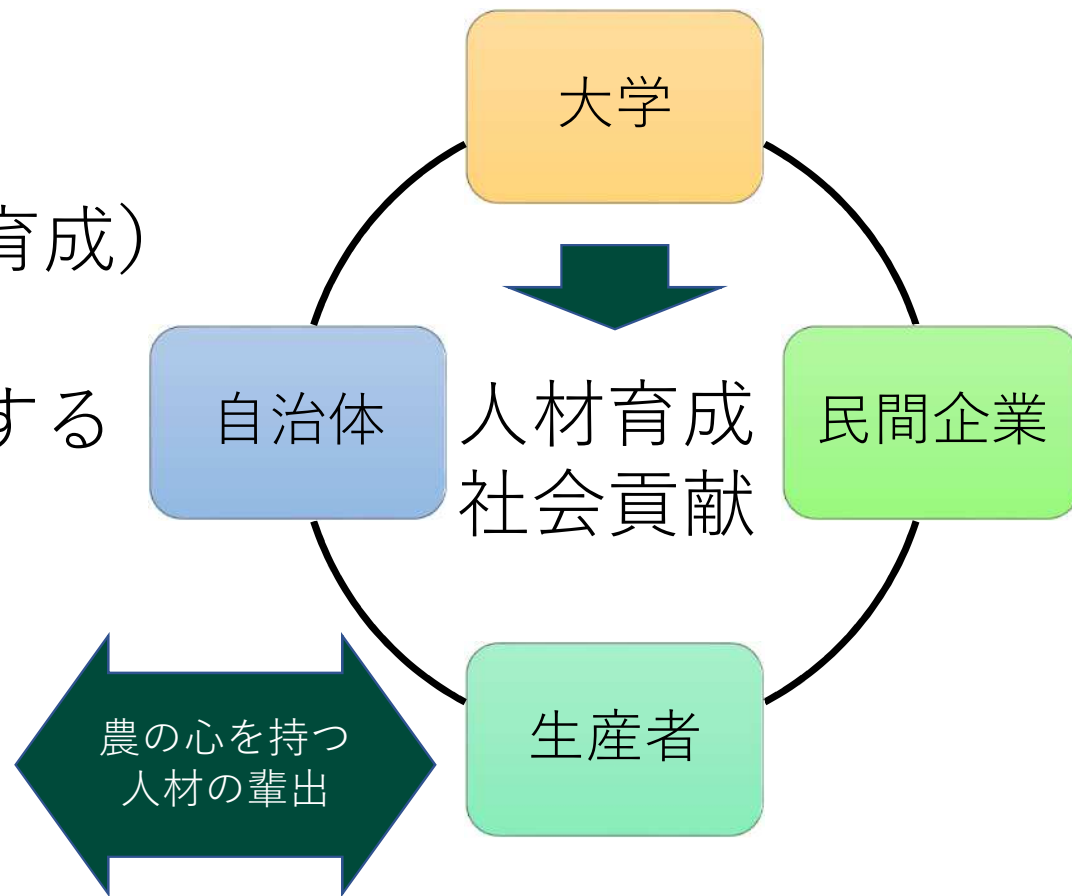 大学
育成）
する
自治体
人材育成
社会貢献
民間企業
農の心を持つ
人材の輩出
生産者